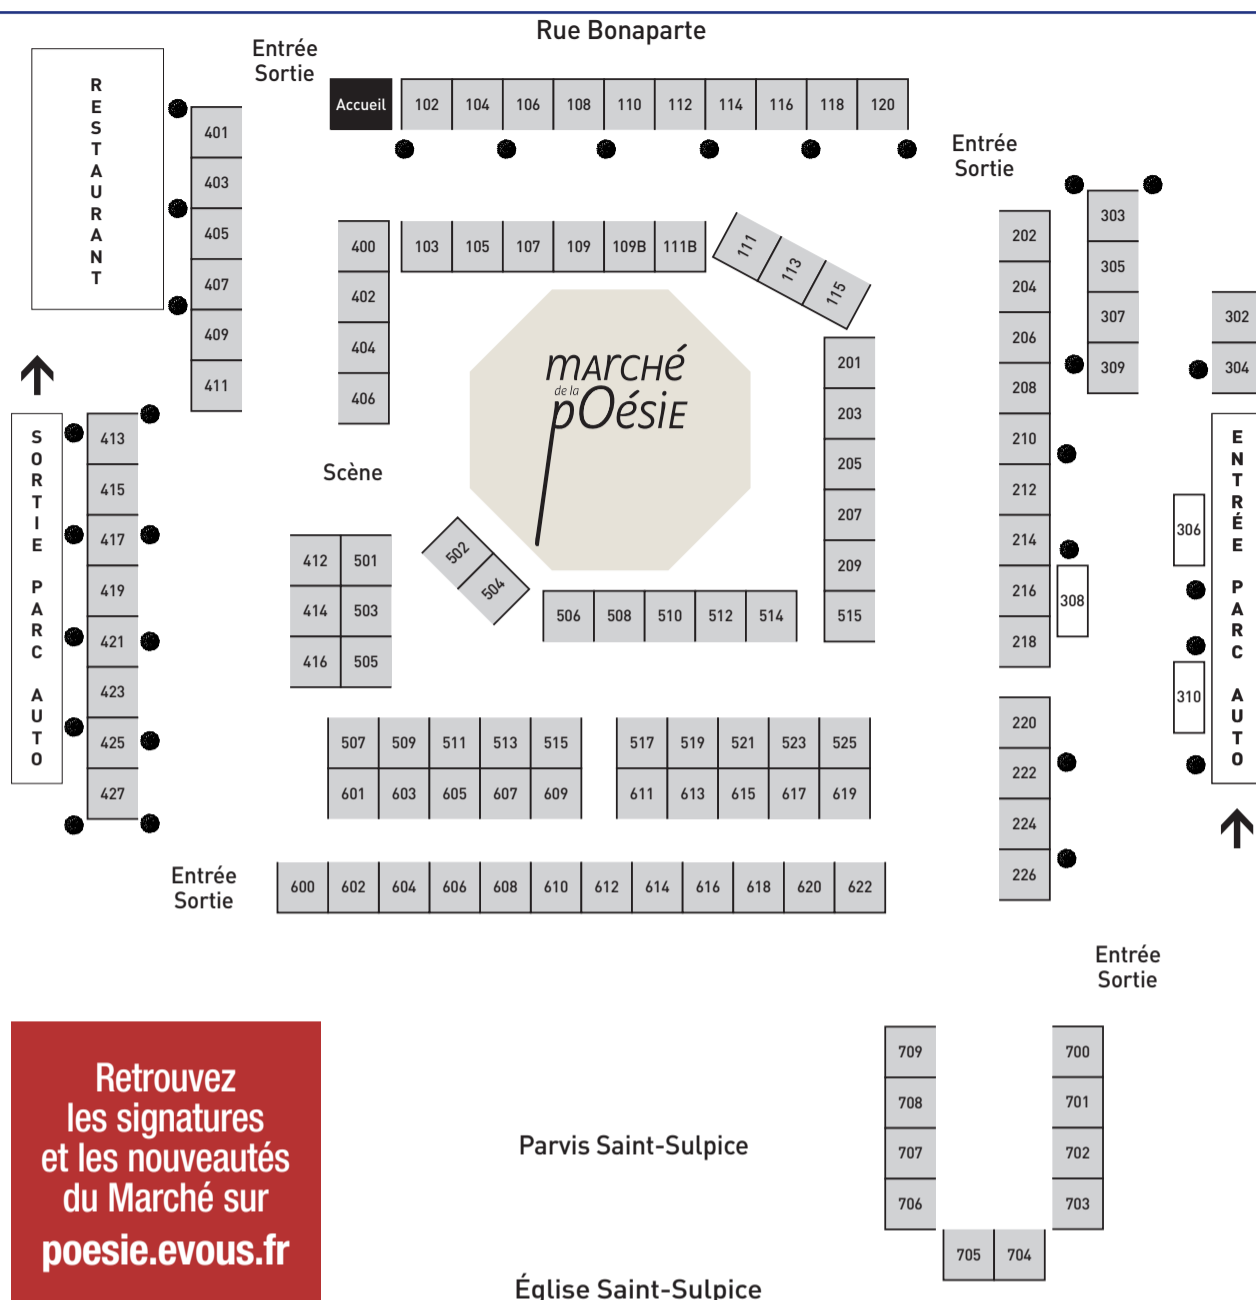 Rue Bonaparte
Entrée
Sortie
Accueil 102 104 106 108 110 112 114 116 118 120
RESTAURANT
401
403
405
407
409
411
Entrée
Sortie
400
402
404
406
103 105 107 109 109B 111B
111 113 115
marché
de la
pOésie
201
203
205
207
209
515
202
204
206
208
210
212
214
216
218
303
305
307
309
302
304
SORTIE PARC AUTO
413
415
417
419
421
423
425
427
Scène
412 501
414 503
416 505
502
504
506 508 510 512 514
306
308
310
ENTRÉE PARC AUTO
507 509 511 513 515
601 603 605 607 609
517 519 521 523 525
611 613 615 617 619
220
222
224
226
Entrée
Sortie
600 602 604 606 608 610 612 614 616 618 620 622
Entrée
Sortie
Retrouvez
les signatures
et les nouveautés
du Marché sur
poesie.evous.fr
Parvis Saint-Sulpice
709
708
707
706
705 704
700
701
702
703
Église Saint-Sulpice